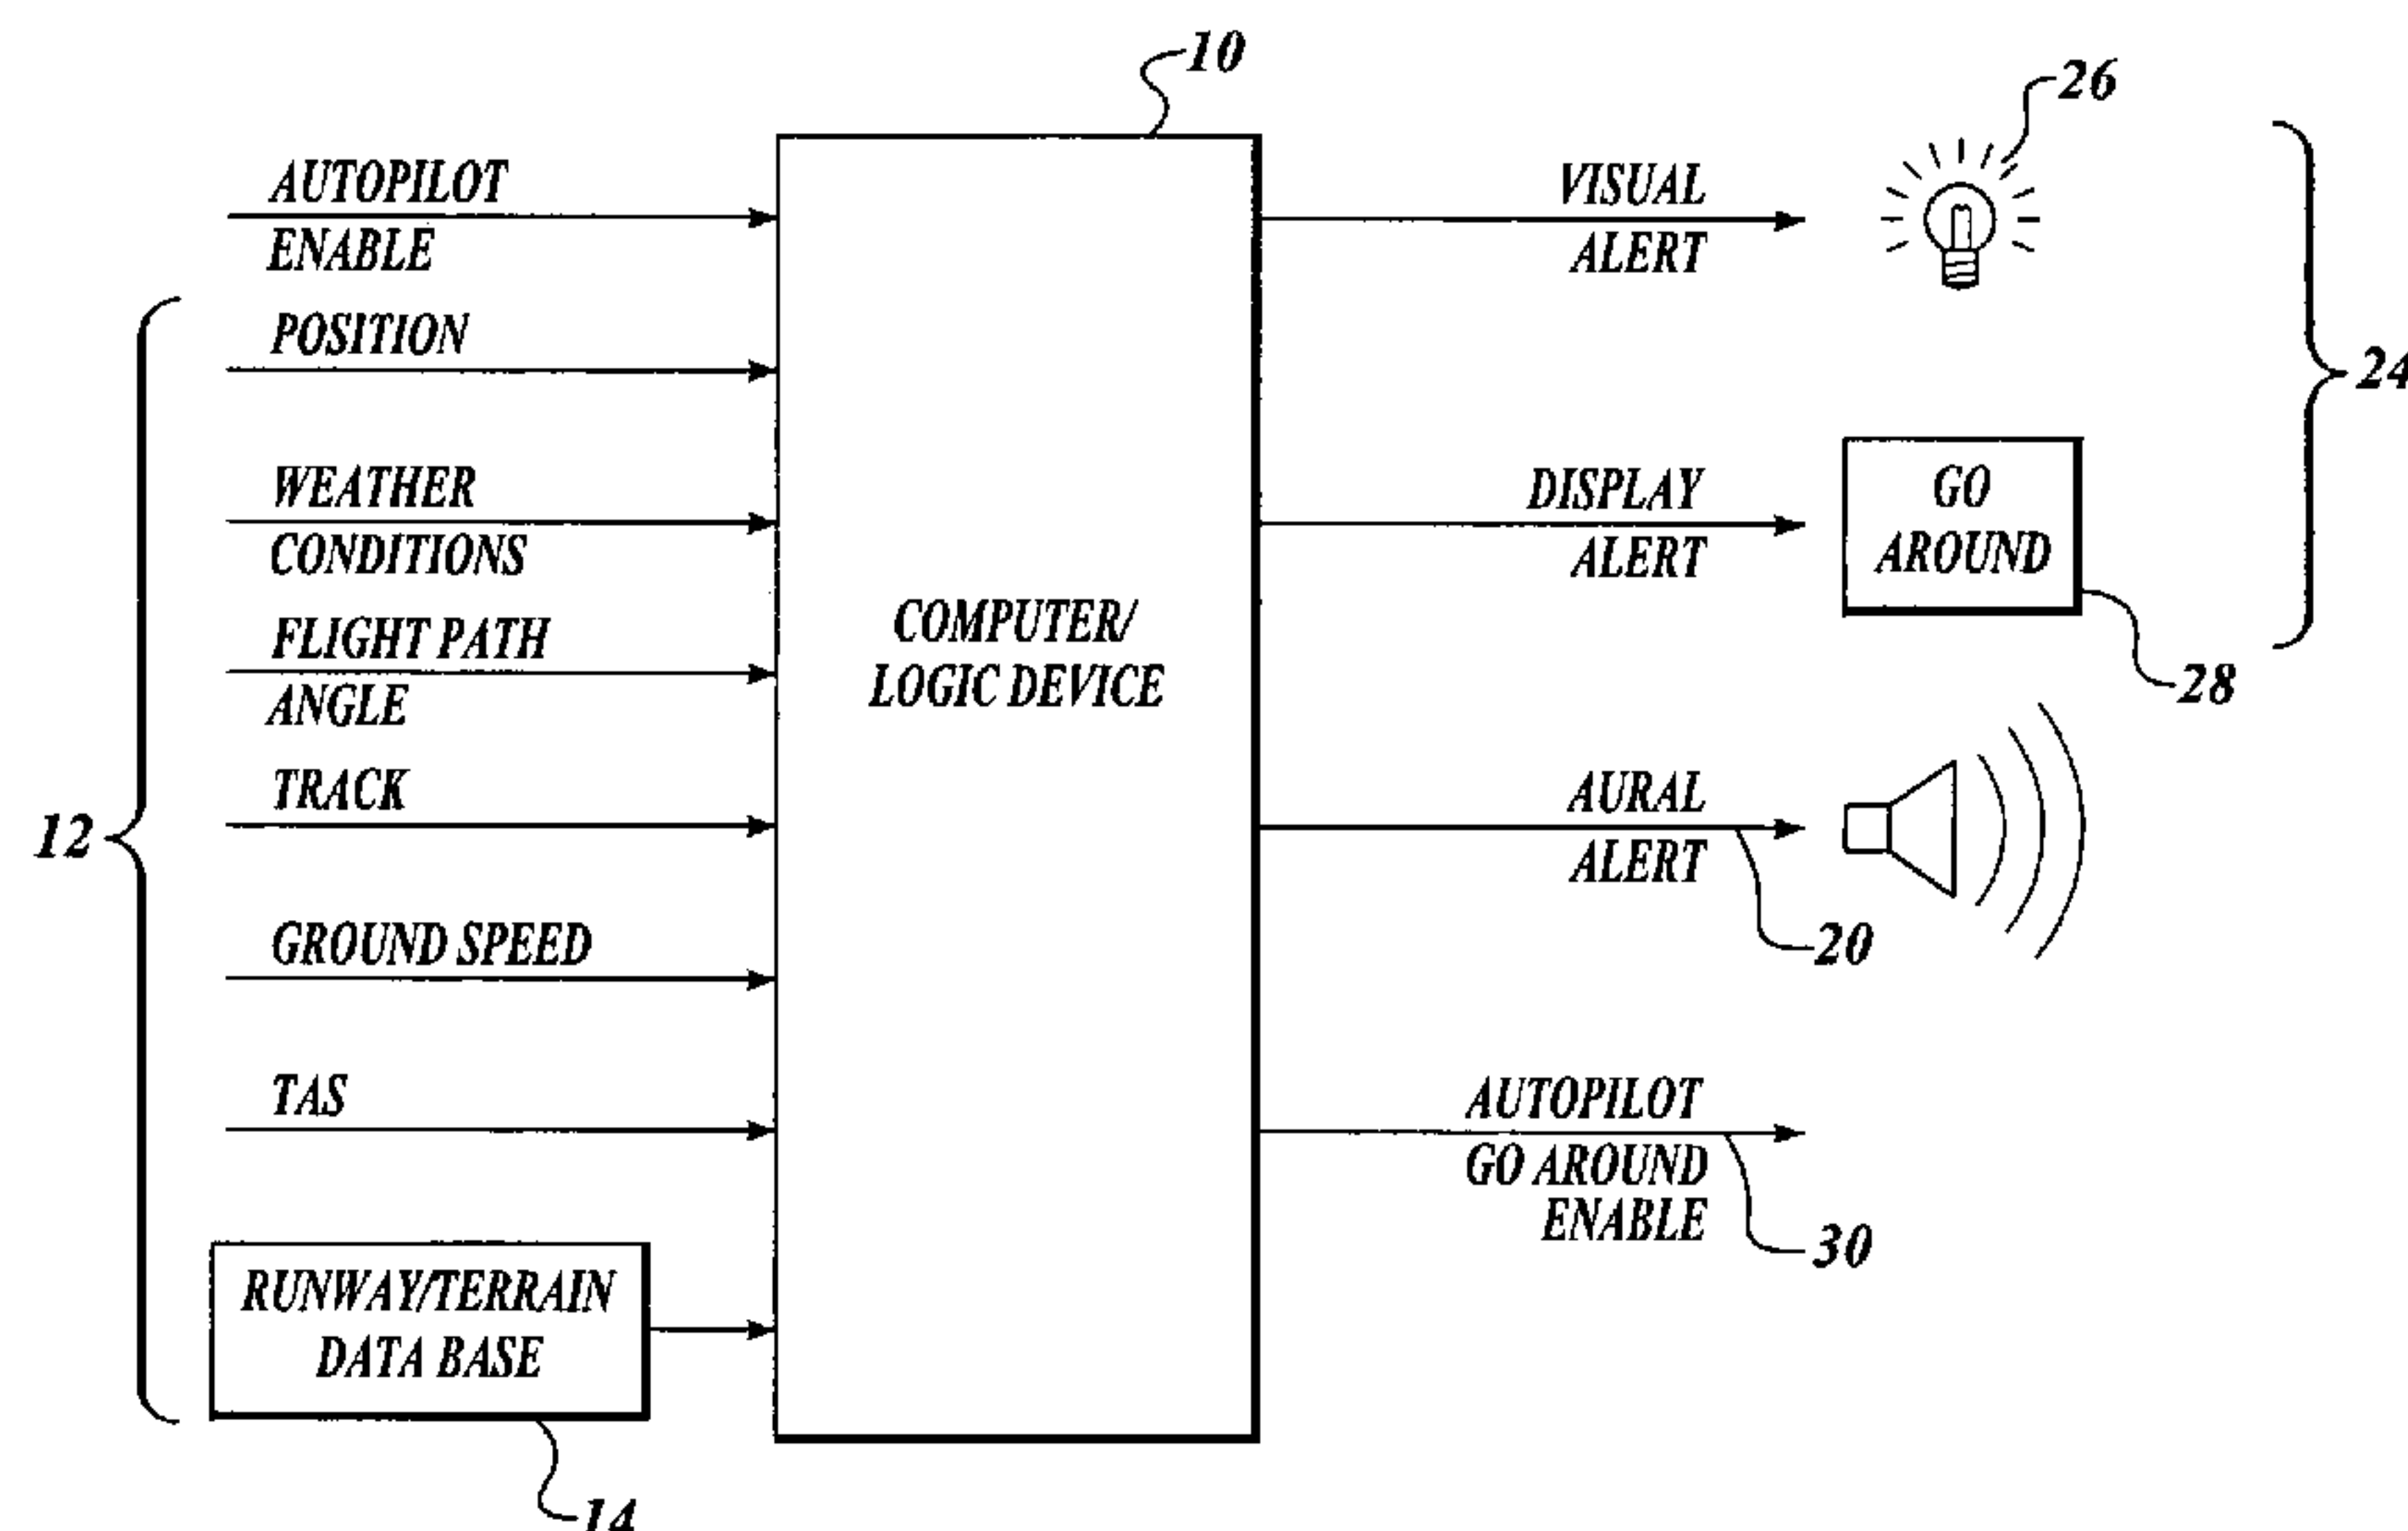 10
26
AUTOPILOT
ENABLE
VISUAL
ALERT
POSITION
24
WEATHER
CONDITIONS
DISPLAY
ALERT
GO
AROUND
COMPUTER/
LOGIC DEVICE
FLIGHT PATH
ANGLE
28
TRACK
AURAL
ALERT
12
20
GROUND SPEED
TAS
AUTOPILOT
GO AROUND
ENABLE
30
RUNWAY/TERRAIN
DATA BASE
14